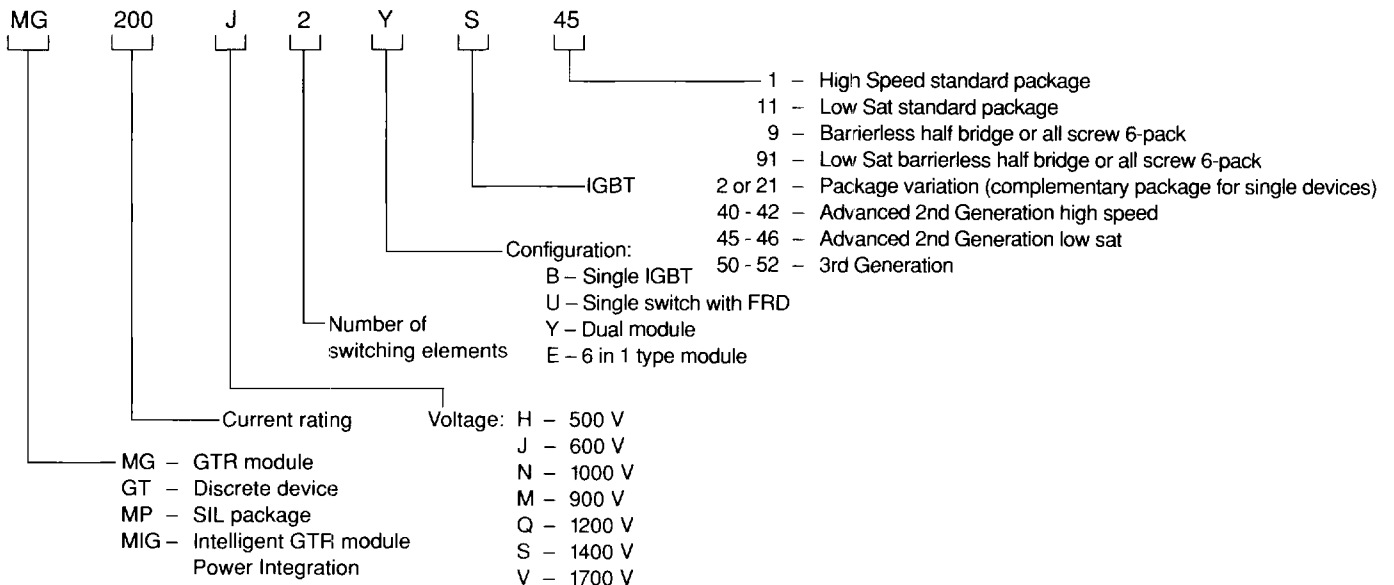 MG 200 J 2 Y S 45
1 – High Speed standard package
11 – Low Sat standard package
9 – Barrierless half bridge or all screw 6-pack
91 – Low Sat barrierless half bridge or all screw 6-pack
IGBT
2 or 21 – Package variation (complementary package for single devices)
40 - 42 – Advanced 2nd Generation high speed
45 - 46 – Advanced 2nd Generation low sat
50 - 52 – 3rd Generation
Configuration:
B – Single IGBT
U – Single switch with FRD
Y – Dual module
E – 6 in 1 type module
Number of
switching elements
Current rating
Voltage: H – 500 V
J – 600 V
N – 1000 V
M – 900 V
Q – 1200 V
S – 1400 V
V – 1700 V
MG – GTR module
GT – Discrete device
MP – SIL package
MIG – Intelligent GTR module
Power Integration